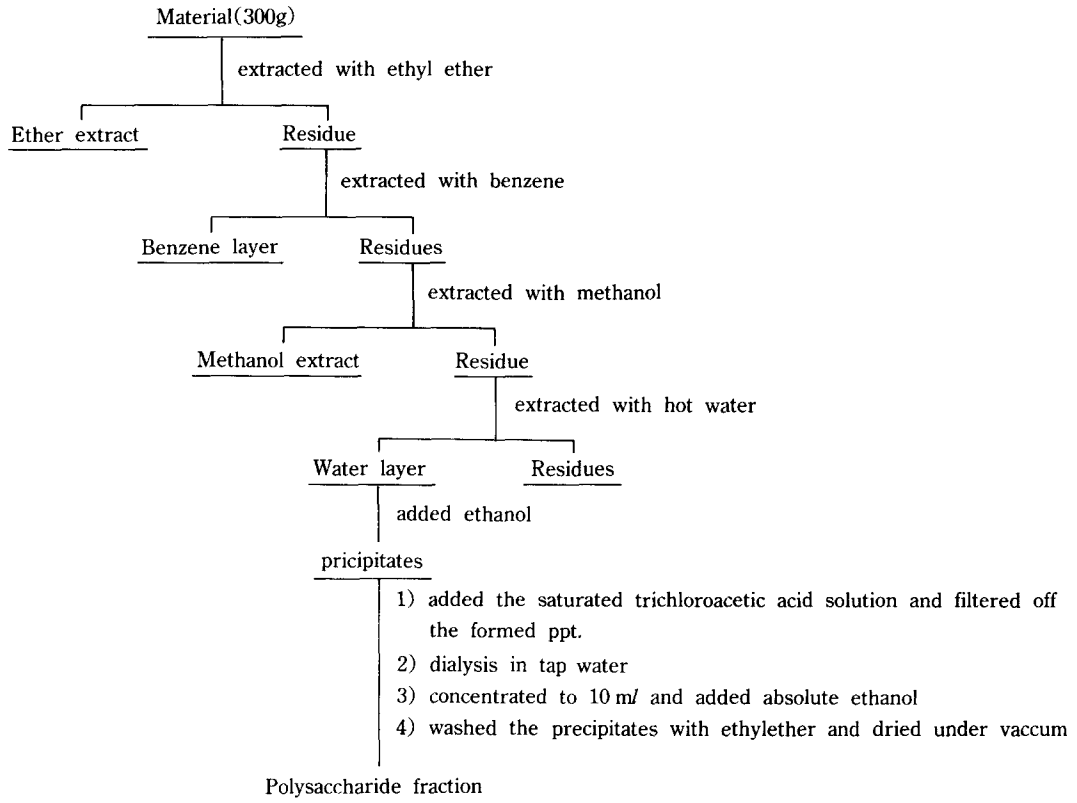 Material(300g)
extracted with ethyl ether
Ether extract
Residue
extracted with benzene
Benzene layer
Residues
extracted with methanol
Methanol extract
Residue
extracted with hot water
Water layer
Residues
added ethanol
pricipitates
1) added the saturated trichloroacetic acid solution and filtered off
the formed ppt.
2) dialysis in tap water
3) concentrated to 10 ml and added absolute ethanol
4) washed the precipitates with ethylether and dried under vaccum
Polysaccharide fraction